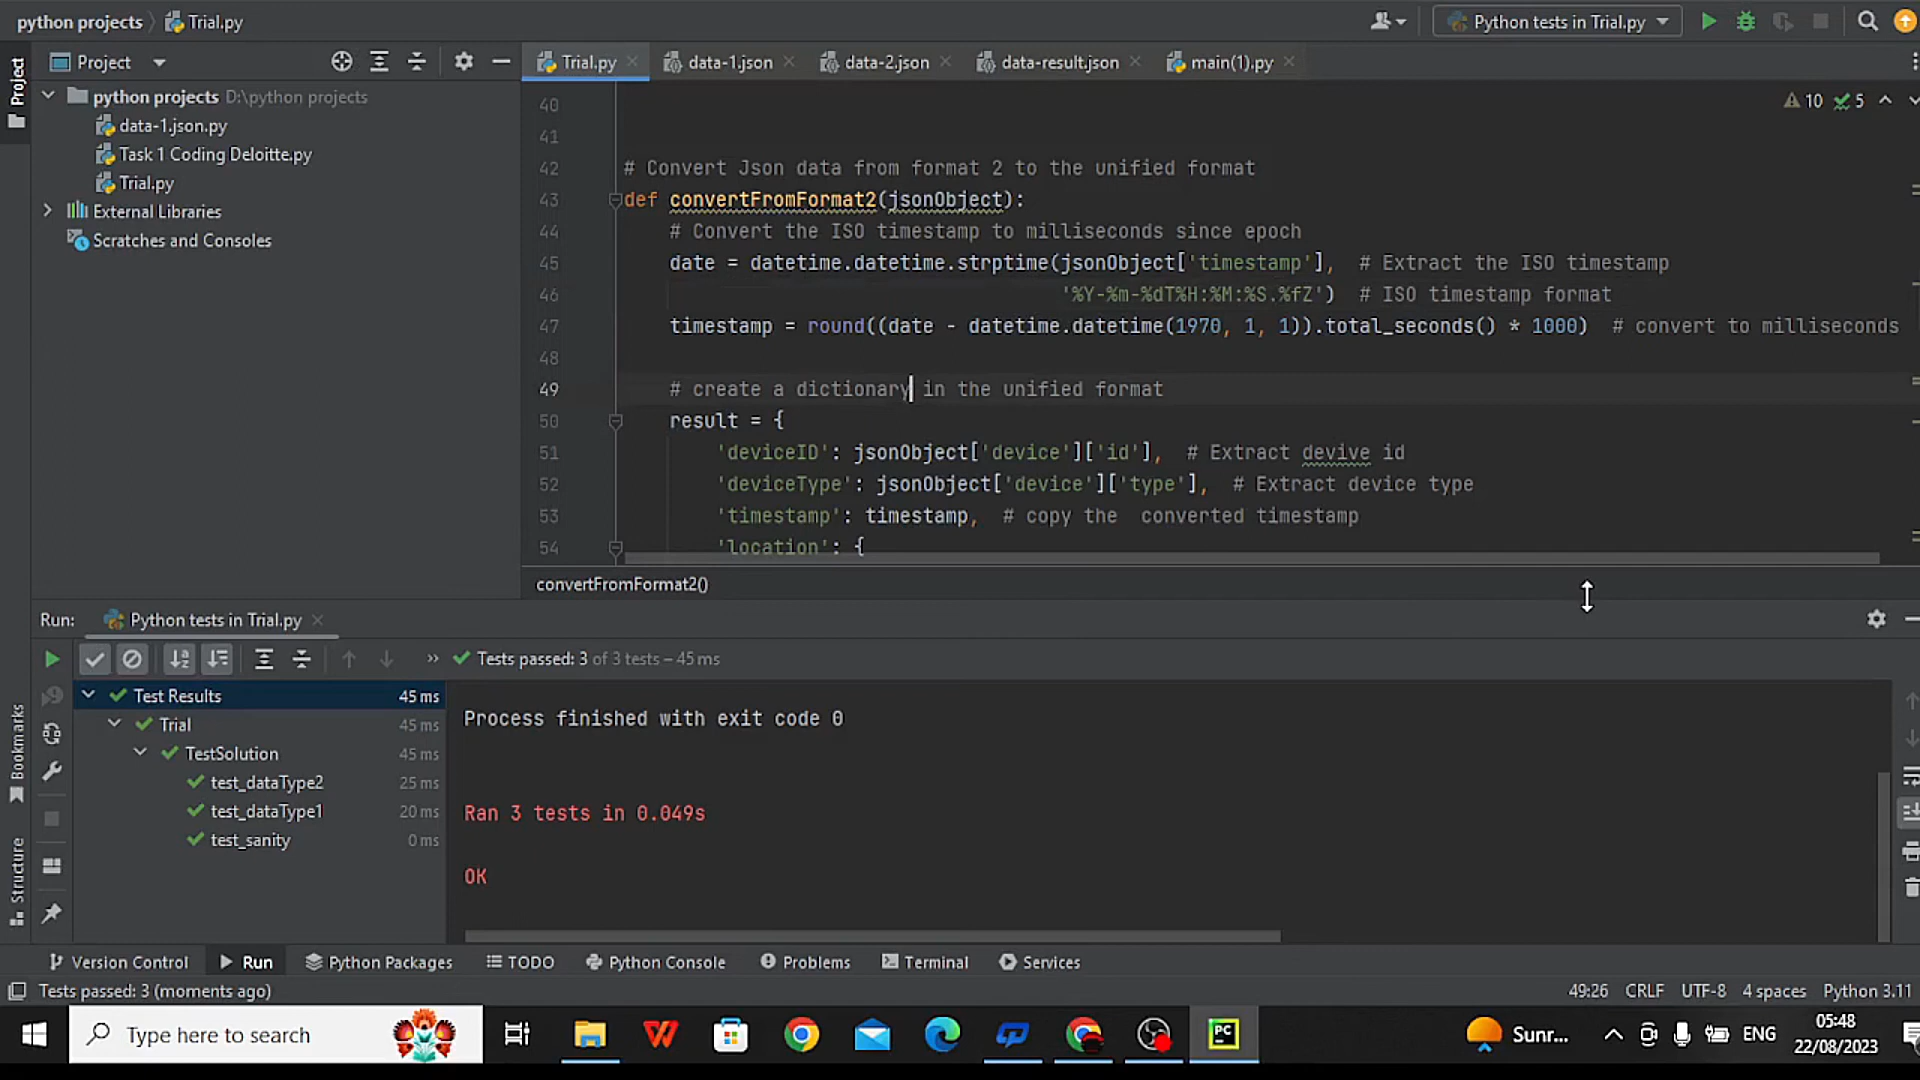 python projects
Trial.py
Python tests in Trial.py
Project
Project
python projects D:\python projects
data-1.json.py
Task 1 Coding Deloitte.py
Trial.py
External Libraries
Scratches and Consoles
Trial.py
data-1.json
data-2.json
data-result.json
main(1).py
10 5
40
41
42 # Convert Json data from format 2 to the unified format
43 def convertFromFormat2(jsonObject):
44 # Convert the ISO timestamp to milliseconds since epoch
45 date = datetime.datetime.strptime(jsonObject['timestamp'], # Extract the ISO timestamp
46 '%Y-%m-%dT%H:%M:%S.%fZ') # ISO timestamp format
47 timestamp = round((date - datetime.datetime(1970, 1, 1)).total_seconds() * 1000) # convert to milliseconds
48
49 # create a dictionary in the unified format
50 result = {
51 'deviceID': jsonObject['device']['id'], # Extract devive id
52 'deviceType': jsonObject['device']['type'], # Extract device type
53 'timestamp': timestamp, # copy the  converted timestamp
54 'location': {
convertFromFormat2()
Run: Python tests in Trial.py
» Tests passed: 3 of 3 tests – 45 ms
Test Results 45 ms
Trial 45 ms
TestSolution 45 ms
test_dataType2 25 ms
test_dataType1 20 ms
test_sanity 0 ms
Process finished with exit code 0
Ran 3 tests in 0.049s
OK
Bookmarks
Structure
Version Control
Run
Python Packages
TODO
Python Console
Problems
Terminal
Services
Tests passed: 3 (moments ago)
49:26 CRLF UTF-8 4 spaces Python 3.11
Type here to search
PC
Sunr...
ENG
05:48
22/08/2023